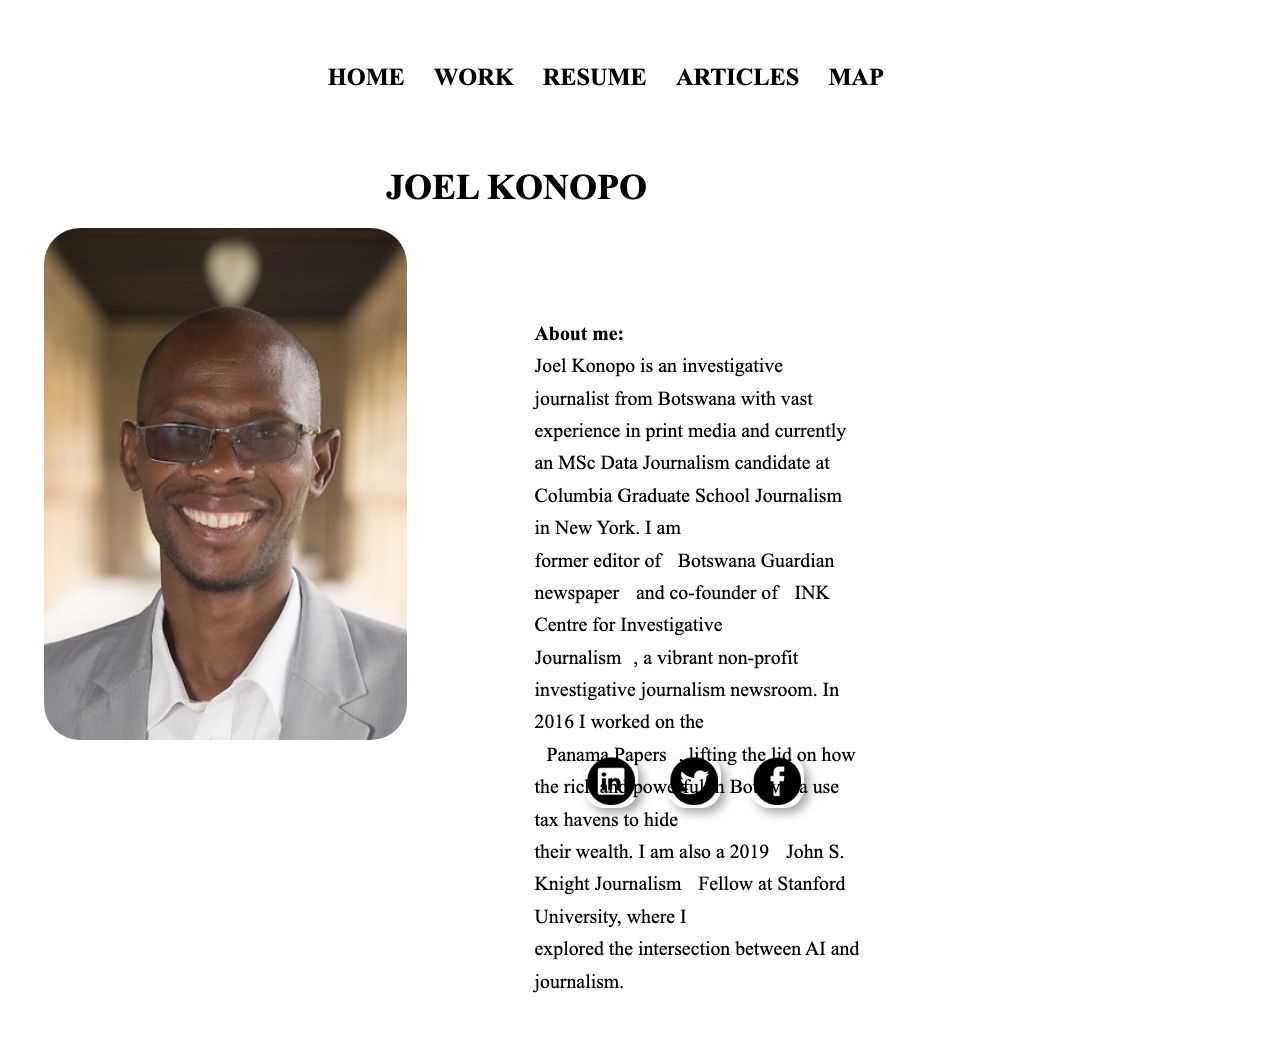 HOME WORK RESUME ARTICLES MAP
JOEL KONOPO
About me:
Joel Konopo is an investigative
journalist from Botswana with vast
experience in print media and currently
an MSc Data Journalism candidate at
Columbia Graduate School Journalism
in New York. I am
former editor of Botswana Guardian
newspaper and co-founder of INK
Centre for Investigative
Journalism , a vibrant non-profit
investigative journalism newsroom. In
2016 I worked on the
Panama Papers , lifting the lid on how
the rich and powerful in Botswana use
tax havens to hide
their wealth. I am also a 2019 John S.
Knight Journalism Fellow at Stanford
University, where I
explored the intersection between AI and
journalism.